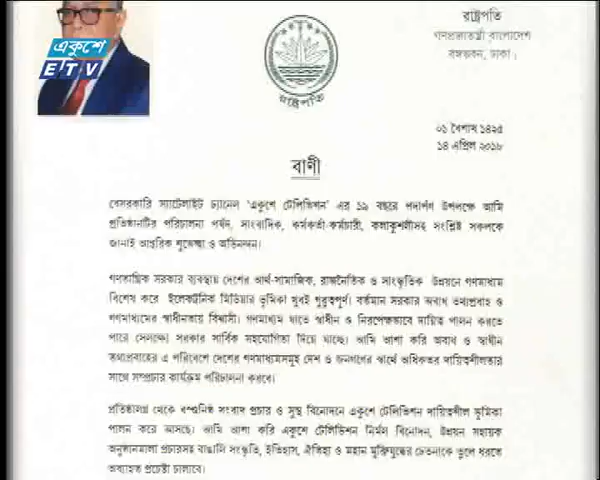 একুশে
ETV
রাষ্ট্রপতি
গণপ্রজাতন্ত্রী বাংলাদেশ
বঙ্গভবন, ঢাকা।
রাষ্ট্রপতি
০১ বৈশাখ ১৪২৫
১৪ এপ্রিল ২০১৮
বাণী
বেসরকারি স্যাটেলাইট চ্যানেল 'একুশে টেলিভিশন' এর ১৯ বছরে পদার্পণ উপলক্ষে আমি
প্রতিষ্ঠানটির পরিচালনা পর্ষদ, সাংবাদিক, কর্মকর্তা-কর্মচারী, কলাকুশলীসহ সংশ্লিষ্ট সকলকে
জানাই আন্তরিক শুভেচ্ছা ও অভিনন্দন।
গণতান্ত্রিক সরকার ব্যবস্থায় দেশের আর্থ-সামাজিক, রাজনৈতিক ও সাংস্কৃতিক উন্নয়নে গণমাধ্যম
বিশেষ করে ইলেকট্রনিক মিডিয়ার ভূমিকা খুবই গুরুত্বপূর্ণ। বর্তমান সরকার অবাধ তথ্যপ্রবাহ ও
গণমাধ্যমের স্বাধীনতায় বিশ্বাসী। গণমাধ্যম যাতে স্বাধীন ও নিরপেক্ষভাবে দায়িত্ব পালন করতে
পারে সেলক্ষ্যে সরকার সার্বিক সহযোগিতা দিয়ে যাচ্ছে। আমি আশা করি অবাধ ও স্বাধীন
তথ্যপ্রবাহের এ পরিবেশে দেশের গণমাধ্যমসমূহ দেশ ও জনগণের স্বার্থে অধিকতর দায়িত্বশীলতার
সাথে সম্প্রচার কার্যক্রম পরিচালনা করবে।
প্রতিষ্ঠালগ্ন থেকে বস্তুনিষ্ঠ সংবাদ প্রচার ও সুস্থ বিনোদনে একুশে টেলিভিশন দায়িত্বশীল ভূমিকা
পালন করে আসছে। আমি আশা করি একুশে টেলিভিশন নির্মল বিনোদন, উন্নয়ন সহায়ক
অনুষ্ঠানমালা প্রচারসহ বাঙালি সংস্কৃতি, ইতিহাস, ঐতিহ্য ও মহান মুক্তিযুদ্ধের চেতনাকে তুলে ধরতে
অব্যাহত প্রচেষ্টা চালাবে।